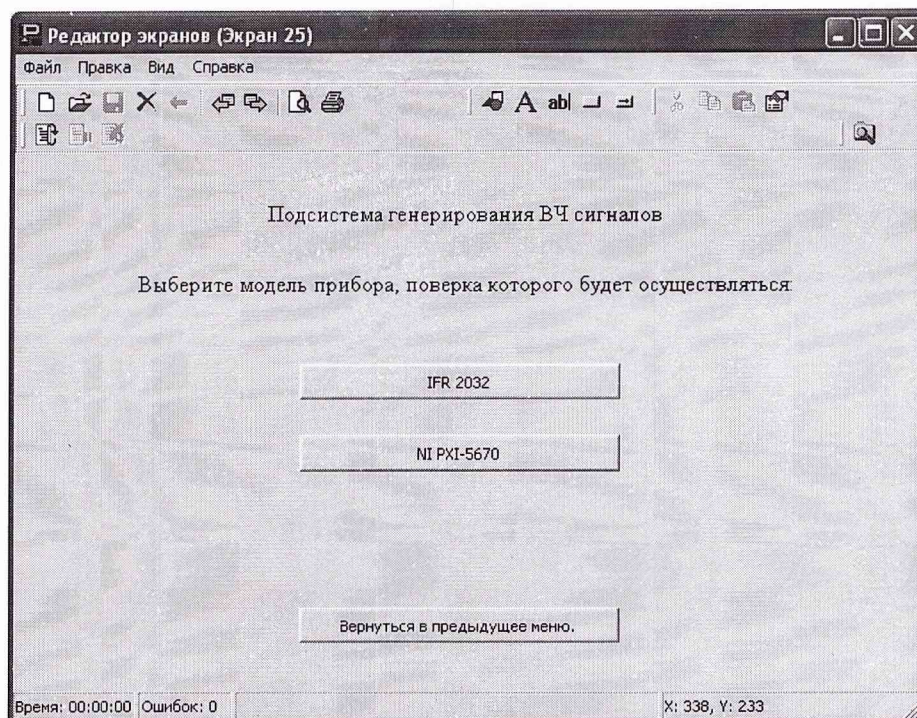 Редактор экранов (Экран 25)
Файл Правка Вид Справка
A ab|
Подсистема генерирования ВЧ сигналов
Выберите модель прибора, поверка которого будет осуществляться:
IFR 2032
NI PXI-5670
Вернуться в предыдущее меню.
Время: 00:00:00 Ошибок: 0 X: 338, Y: 233